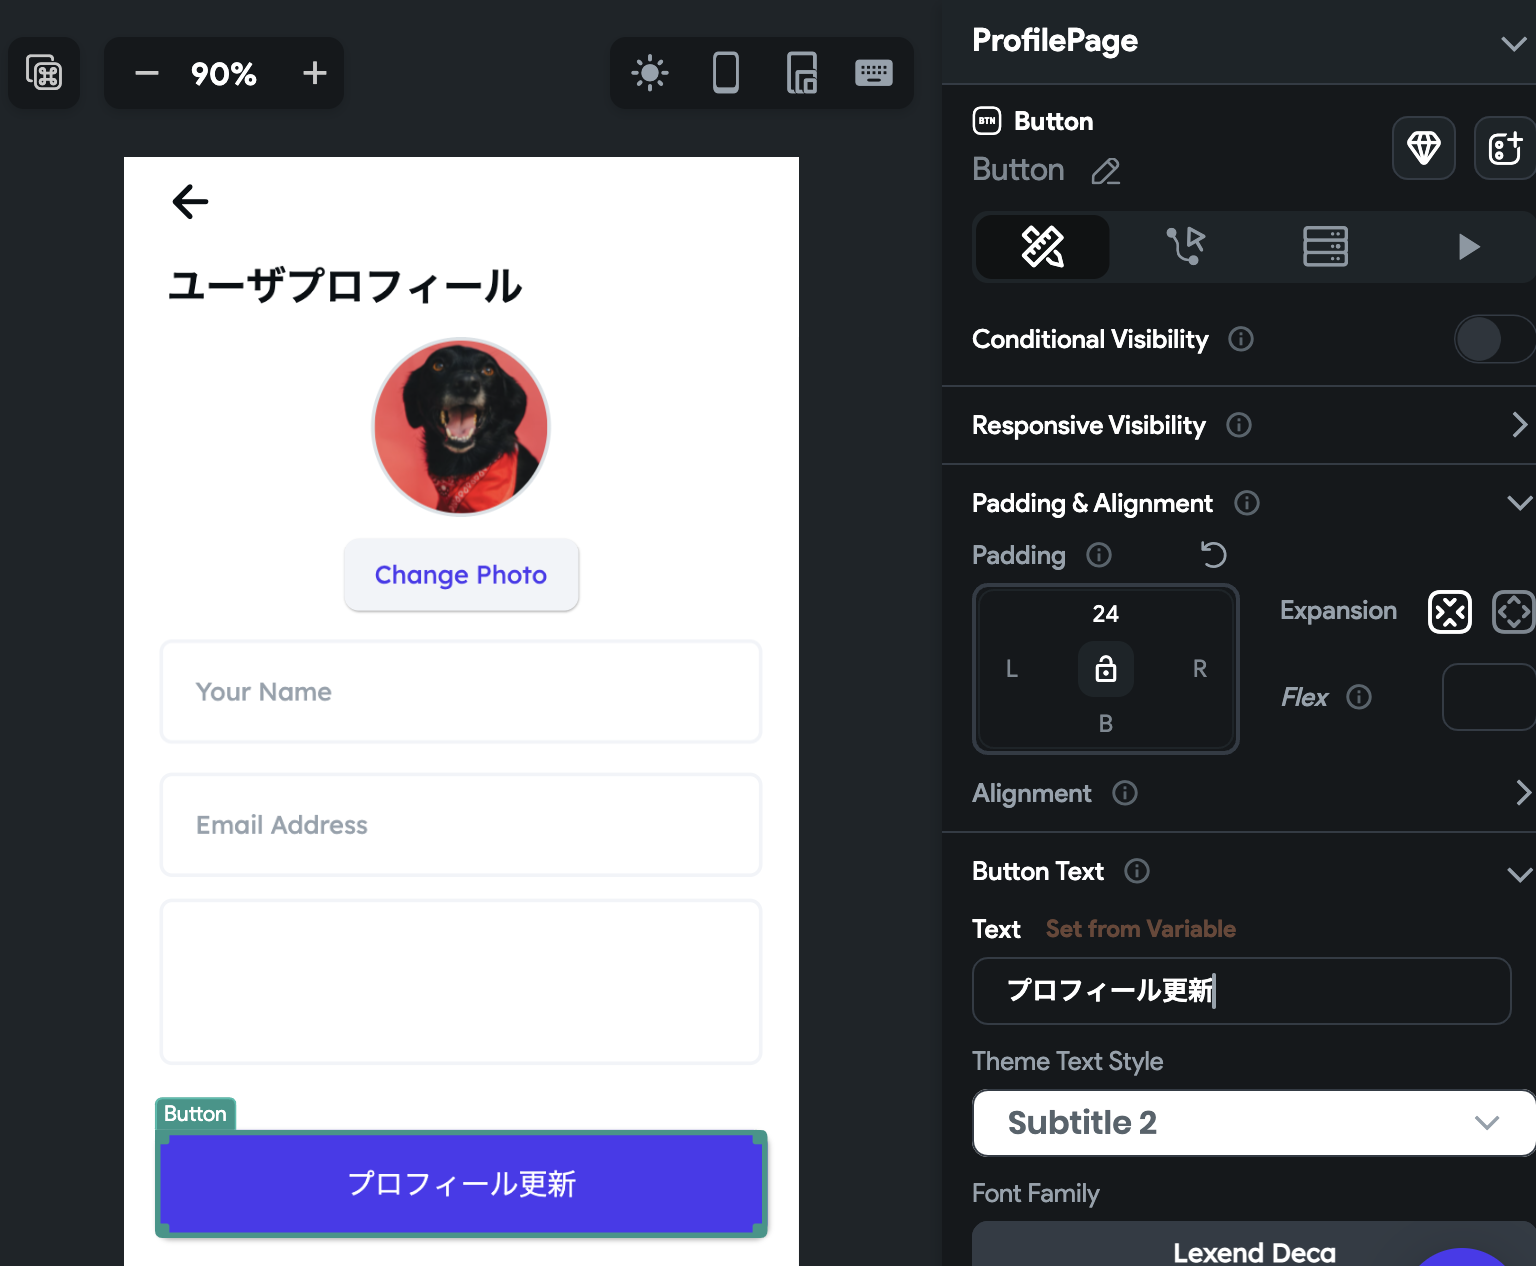 90%
ユーザプロフィール
Change Photo
Your Name
Email Address
Button
プロフィール更新
ProfilePage
BTN
Button
Button
Conditional Visibility
Responsive Visibility
Padding & Alignment
Padding
24
L
R
B
Expansion
Flex
Alignment
Button Text
Text Set from Variable
プロフィール更新
Theme Text Style
Subtitle 2
Font Family
Lexend Deca